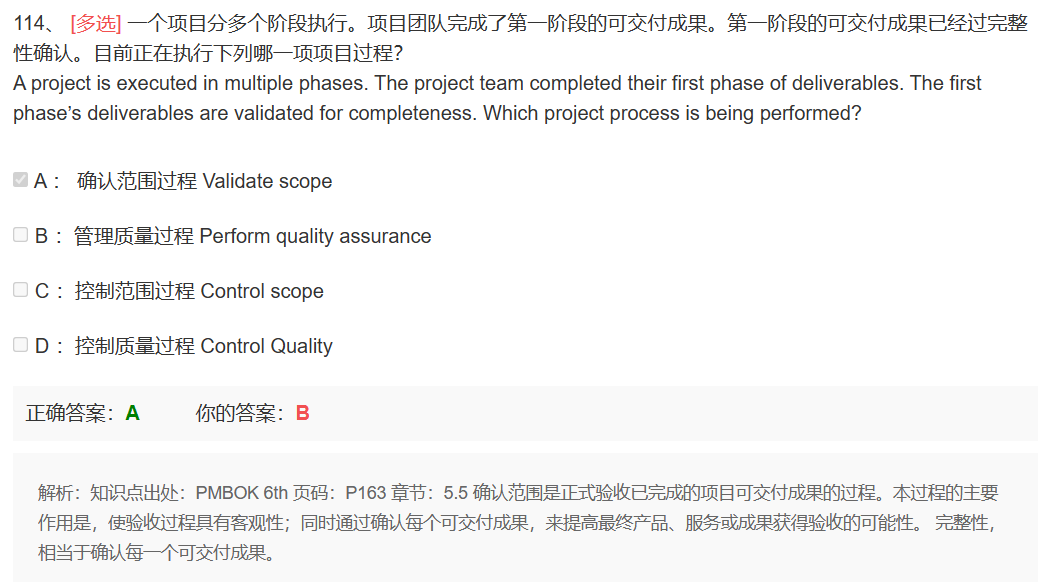 114、 [多选] 一个项目分多个阶段执行。项目团队完成了第一阶段的可交付成果。第一阶段的可交付成果已经过完整
性确认。目前正在执行下列哪一项项目过程？
A project is executed in multiple phases. The project team completed their first phase of deliverables. The first
phase’s deliverables are validated for completeness. Which project process is being performed?
A： 确认范围过程 Validate scope
B： 管理质量过程 Perform quality assurance
C： 控制范围过程 Control scope
D： 控制质量过程 Control Quality
正确答案：A 你的答案：B
解析：知识点出处：PMBOK 6th 页码：P163 章节：5.5 确认范围是正式验收已完成的项目可交付成果的过程。本过程的主要
作用是，使验收过程具有客观性；同时通过确认每个可交付成果，来提高最终产品、服务或成果获得验收的可能性。 完整性，
相当于确认每一个可交付成果。